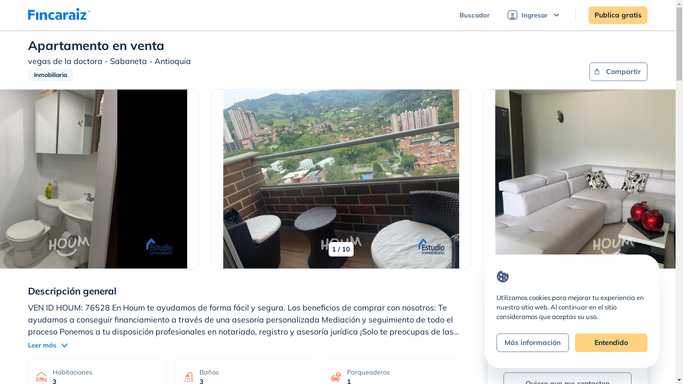 Fincaraiz
Buscador
Ingresar
Publica gratis
Apartamento en venta
vegas de la doctora - Sabaneta - Antioquia
Inmobiliaria
Compartir
HOUM
Estudio
HOUM
1 / 10
Estudio
inmobiliario
HOUM
Descripción general
VEN ID HOUM: 76528 En Houm te ayudamos de forma fácil y segura. Los beneficios de comprar con nosotros: Te
ayudamos a conseguir financiamiento a través de una asesoría personalizada Mediación y seguimiento de todo el
proceso Ponemos a tu disposición profesionales en notariado, registro y asesoría jurídica ¡Solo te preocupas de las...
Leer más
Habitaciones
3
Baños
3
Parqueaderos
1
Utilizamos cookies para mejorar tu experiencia en
nuestro sitio web. Al continuar en el sitio
consideramos que aceptas su uso.
Más información
Entendido
Quiero que me contacten